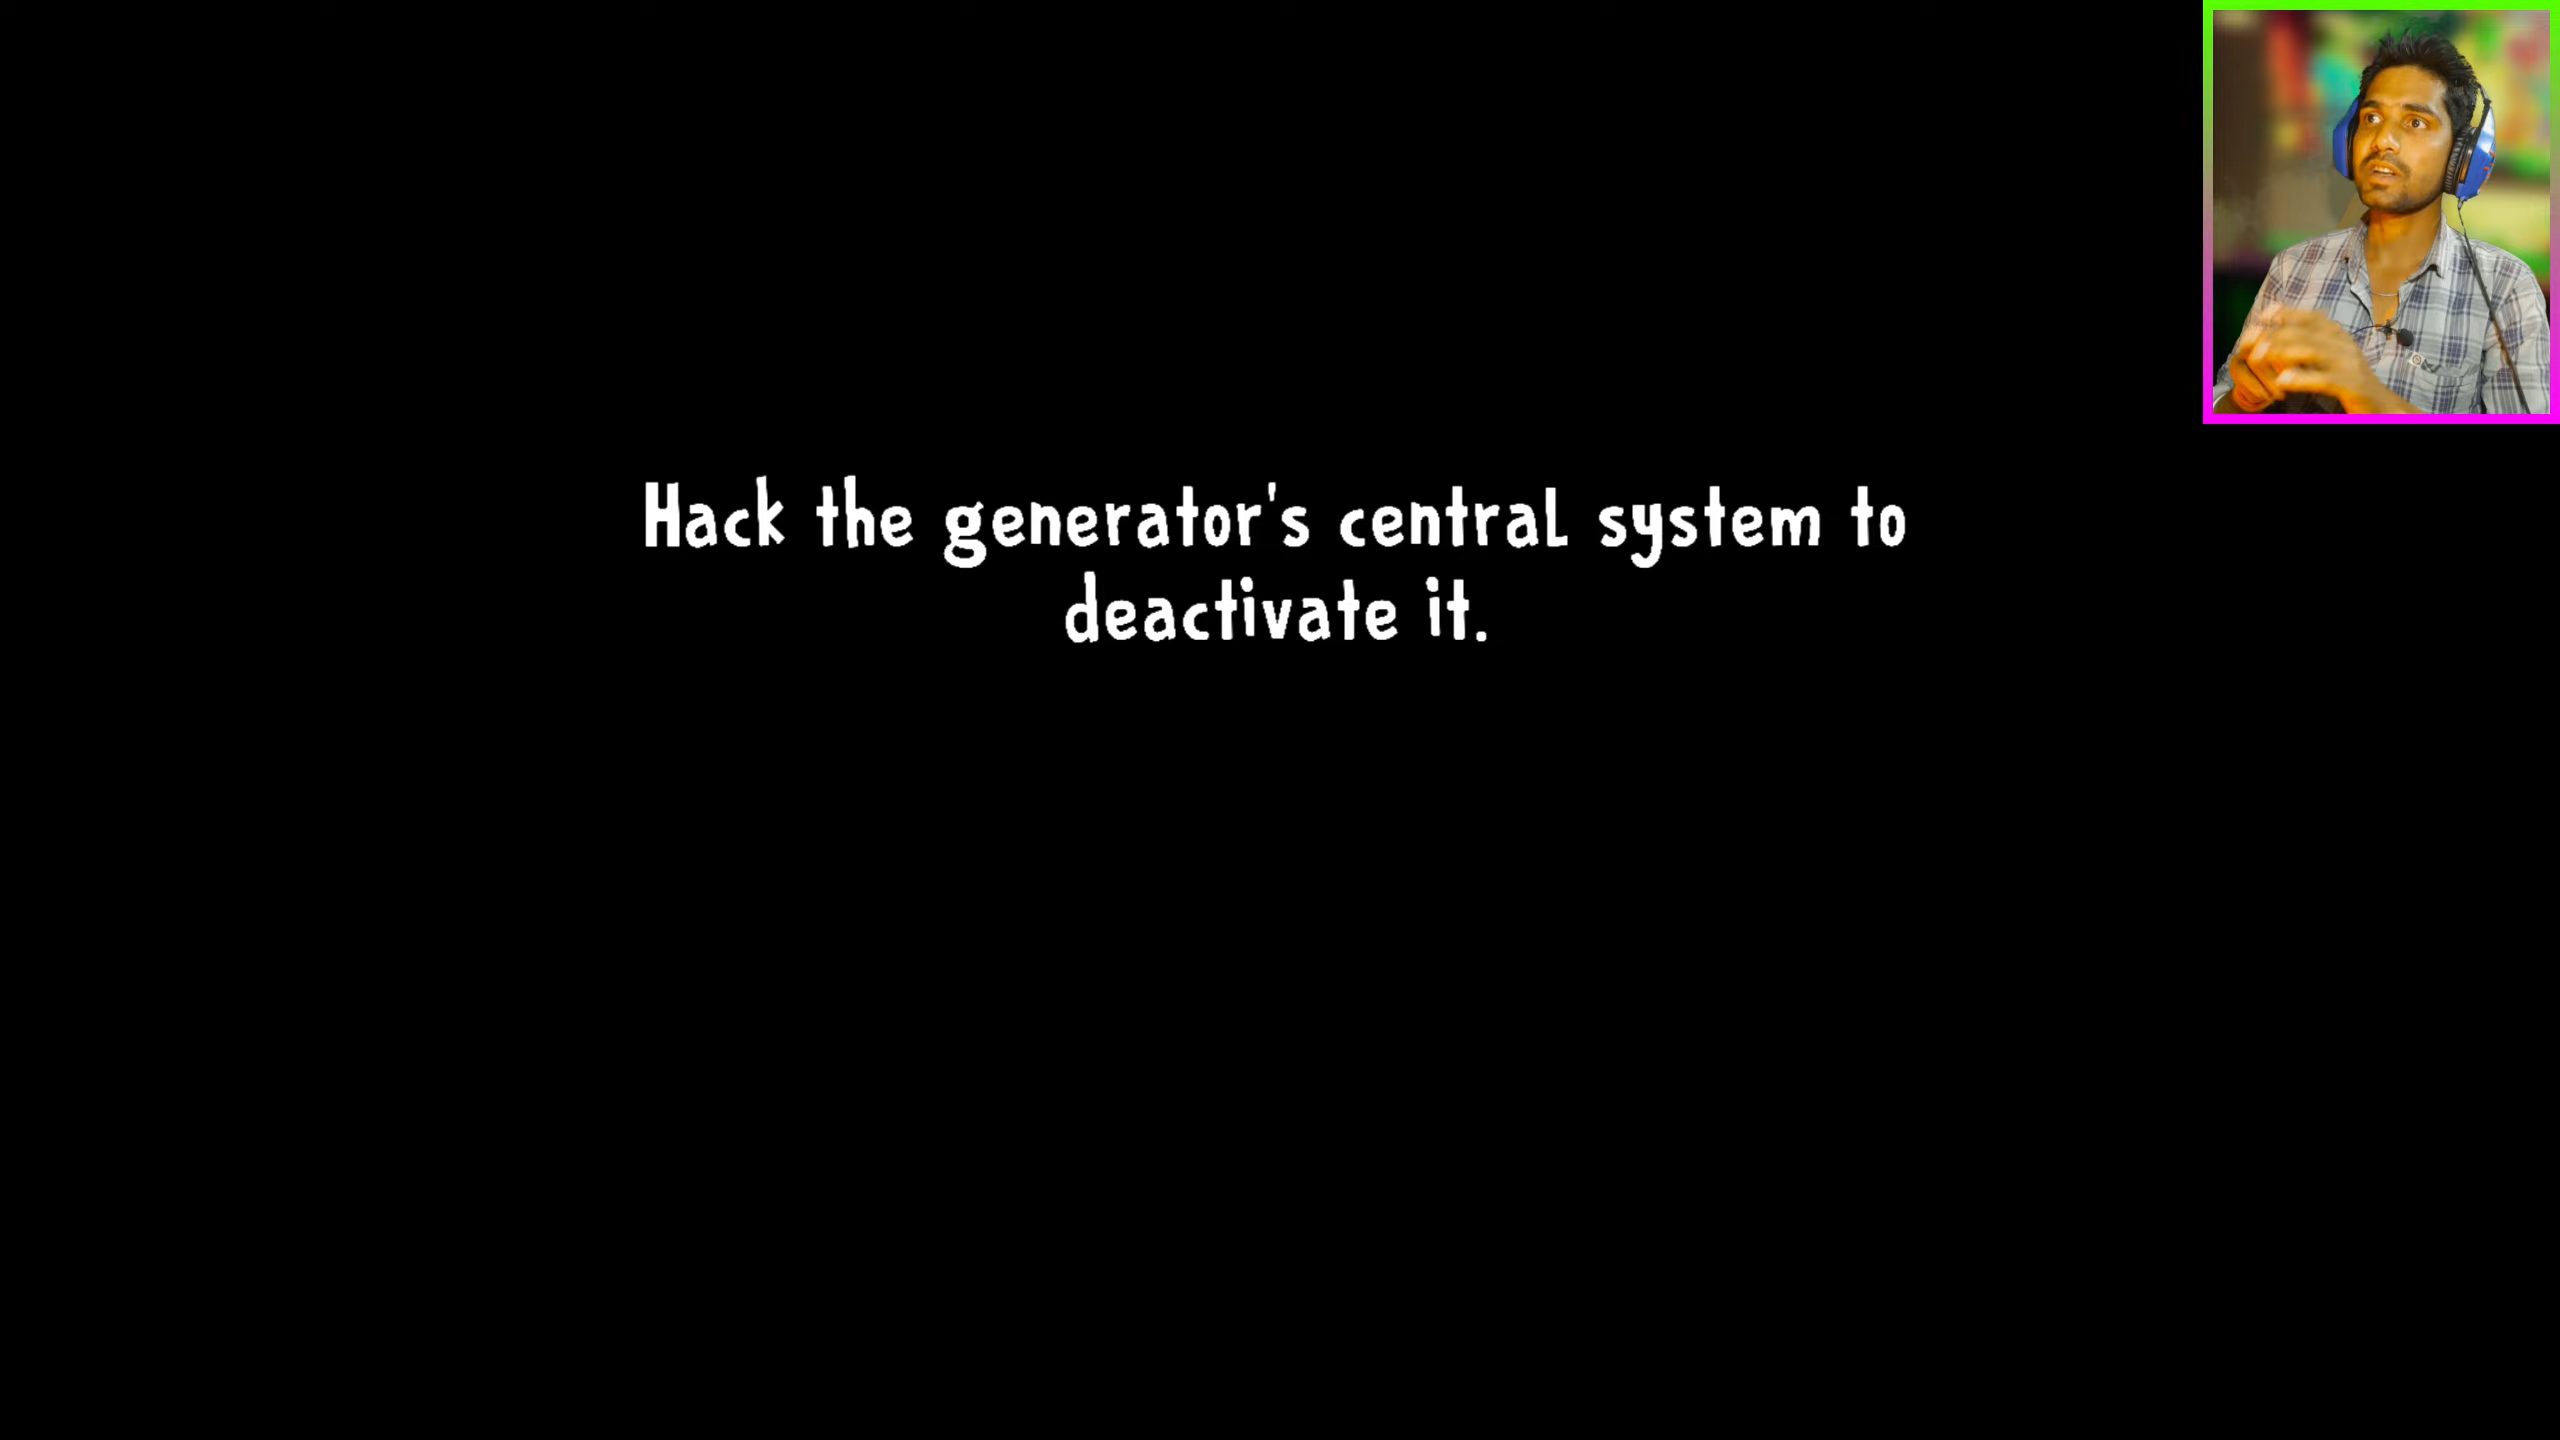 Hack the generator's central system to
deactivate it.